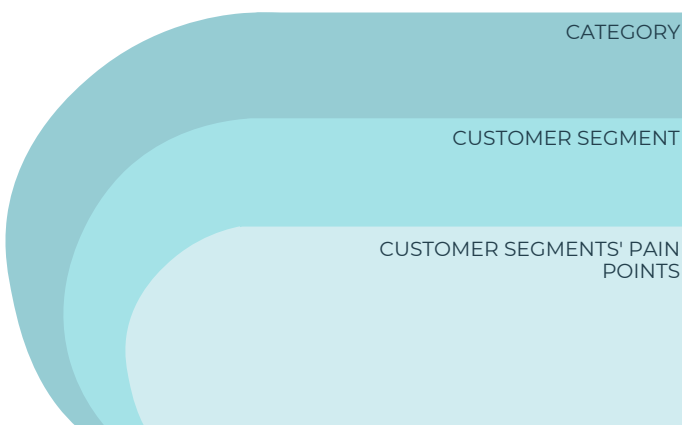 CATEGORY
CUSTOMER SEGMENT
CUSTOMER SEGMENTS' PAIN
POINTS